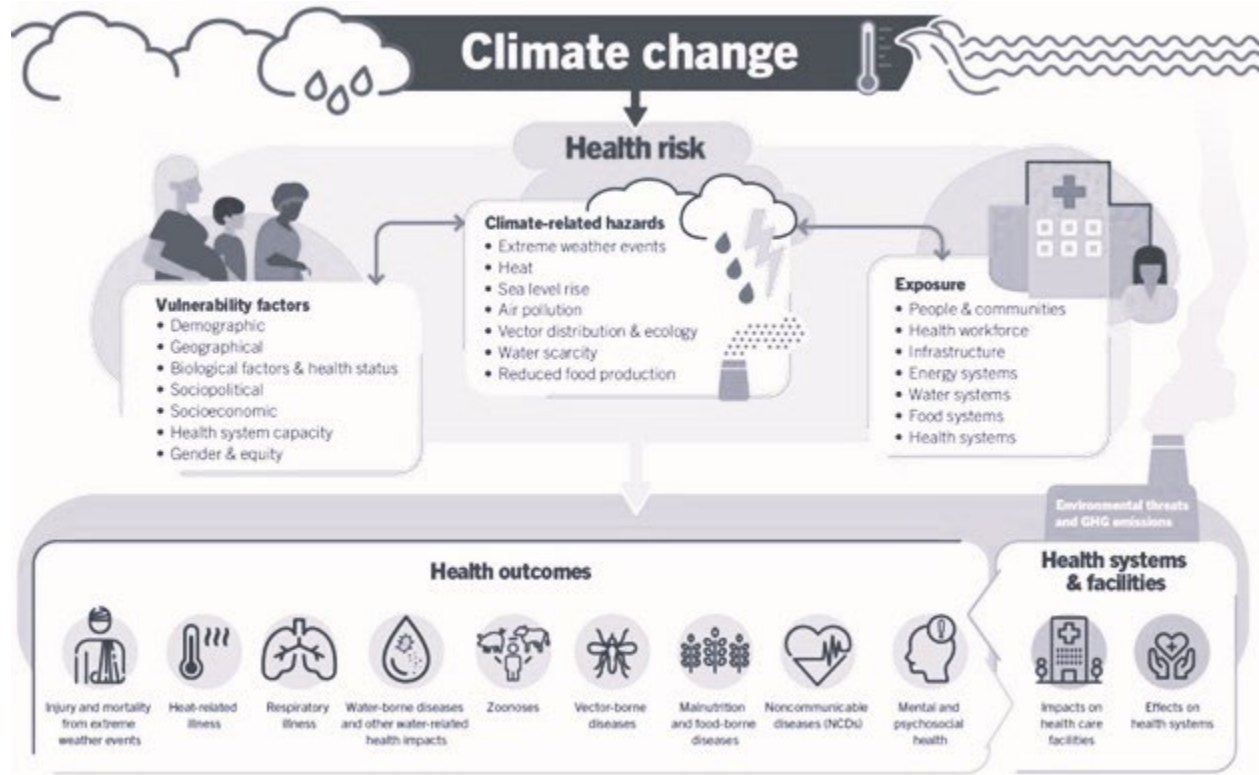 Climate change
Health risk
Climate-related hazards
• Extreme weather events
• Heat
• Sea level rise
• Air pollution
• Vector distribution & ecology
• Water scarcity
• Reduced food production
Vulnerability factors
• Demographic
• Geographical
• Biological factors & health status
• Sociopolitical
• Socioeconomic
• Health system capacity
• Gender & equity
Exposure
• People & communities
• Health workforce
• Infrastructure
• Energy systems
• Water systems
• Food systems
• Health systems
Environmental threats
and GHG emissions
Health outcomes
Injury and mortality
from extreme
weather events
Heat-related
illness
Respiratory
illness
Water-borne diseases
and other water-related
health impacts
Zoonoses
Vector-borne
diseases
Malnutrition
and food-borne
diseases
Noncommunicable
diseases (NCDs)
Mental and
psychosocial
health
Health systems
& facilities
Impacts on
health care
facilities
Effects on
health systems